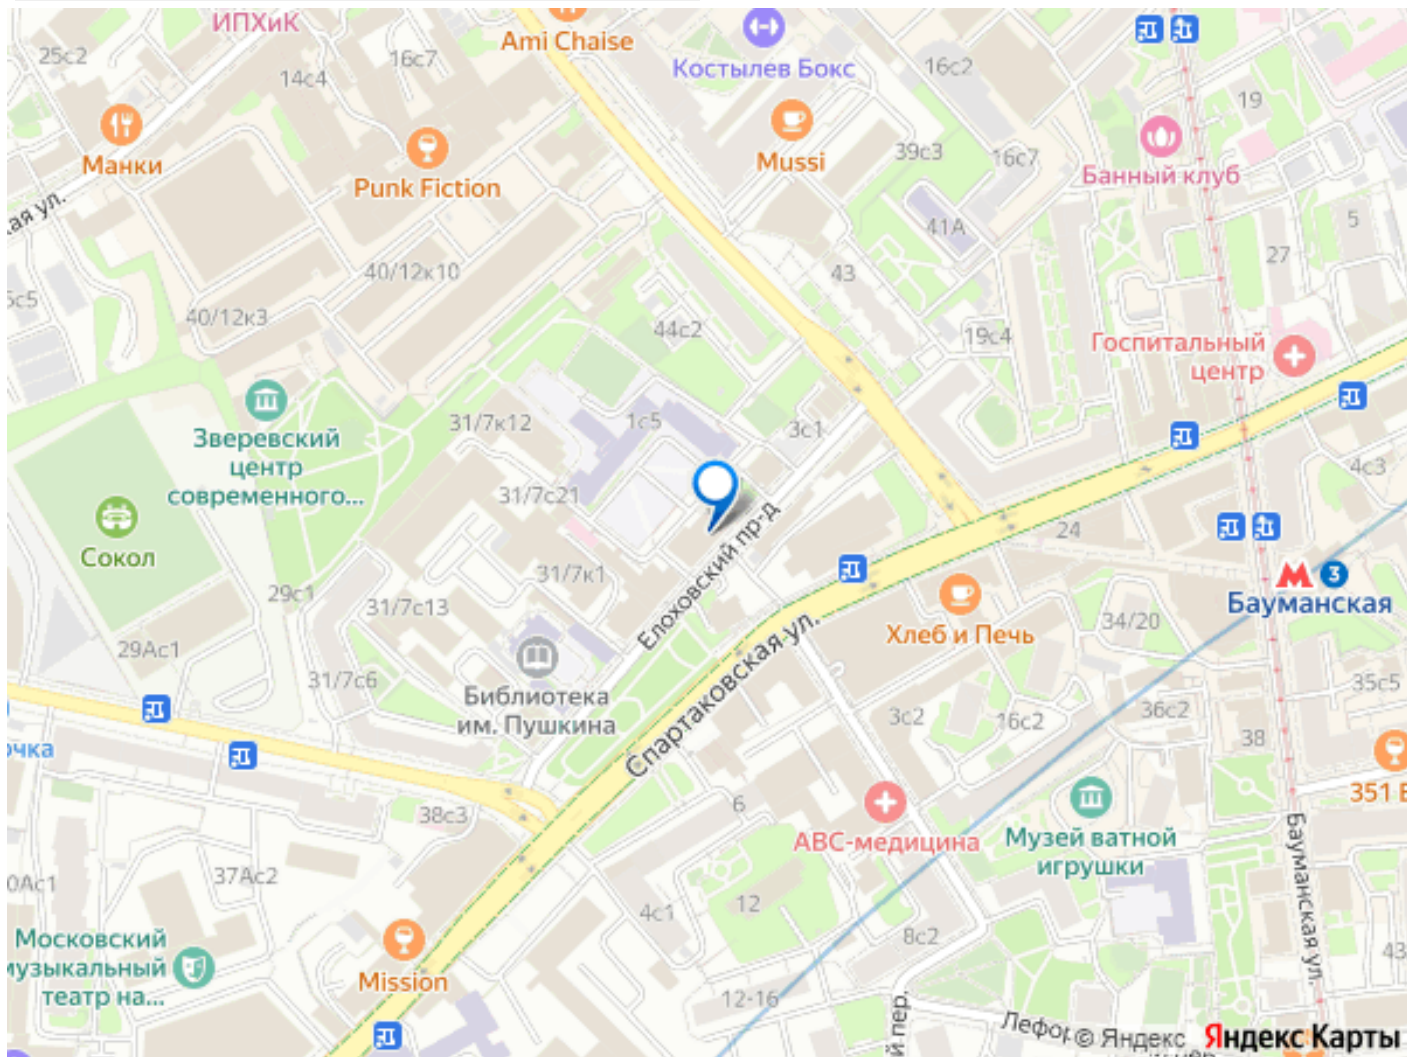 ИПХиК
25с2
14с4
16с7
Ami Chaise
Костылев Бокс
16с2
19
Манки
Punk Fiction
Mussi
39с3
16с7
Банный клуб
кая ул.
41А
5
27
40/12к10
43
40/12к3
44с2
19с4
Госпитальный
центр
Зверевский
центр
современного...
31/7к12
1с5
3с1
4с3
31/7с21
Сокол
Елоховский пр-д
24
29с1
31/7к1
3
Бауманская
31/7с13
Хлеб и Печь
34/20
29Ас1
31/7с6
Библиотека
им. Пушкина
Спартаковская ул.
35с5
3с2
16с2
36с2
38
очка
351
38с3
6
АВС-медицина
Музей ватной
игрушки
Бауманская ул.
37Ас2
12
4с1
8с2
43
Московский
музыкальный
театр на...
Mission
12-16
й пер.
Лефор
© Яндекс
Яндекс Карты